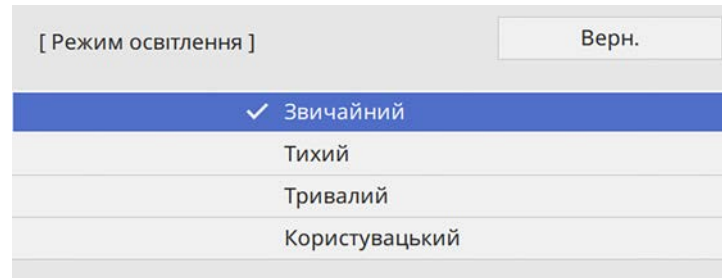 [ Режим освітлення ]
Верн.
Звичайний
Тихий
Тривалий
Користувацький